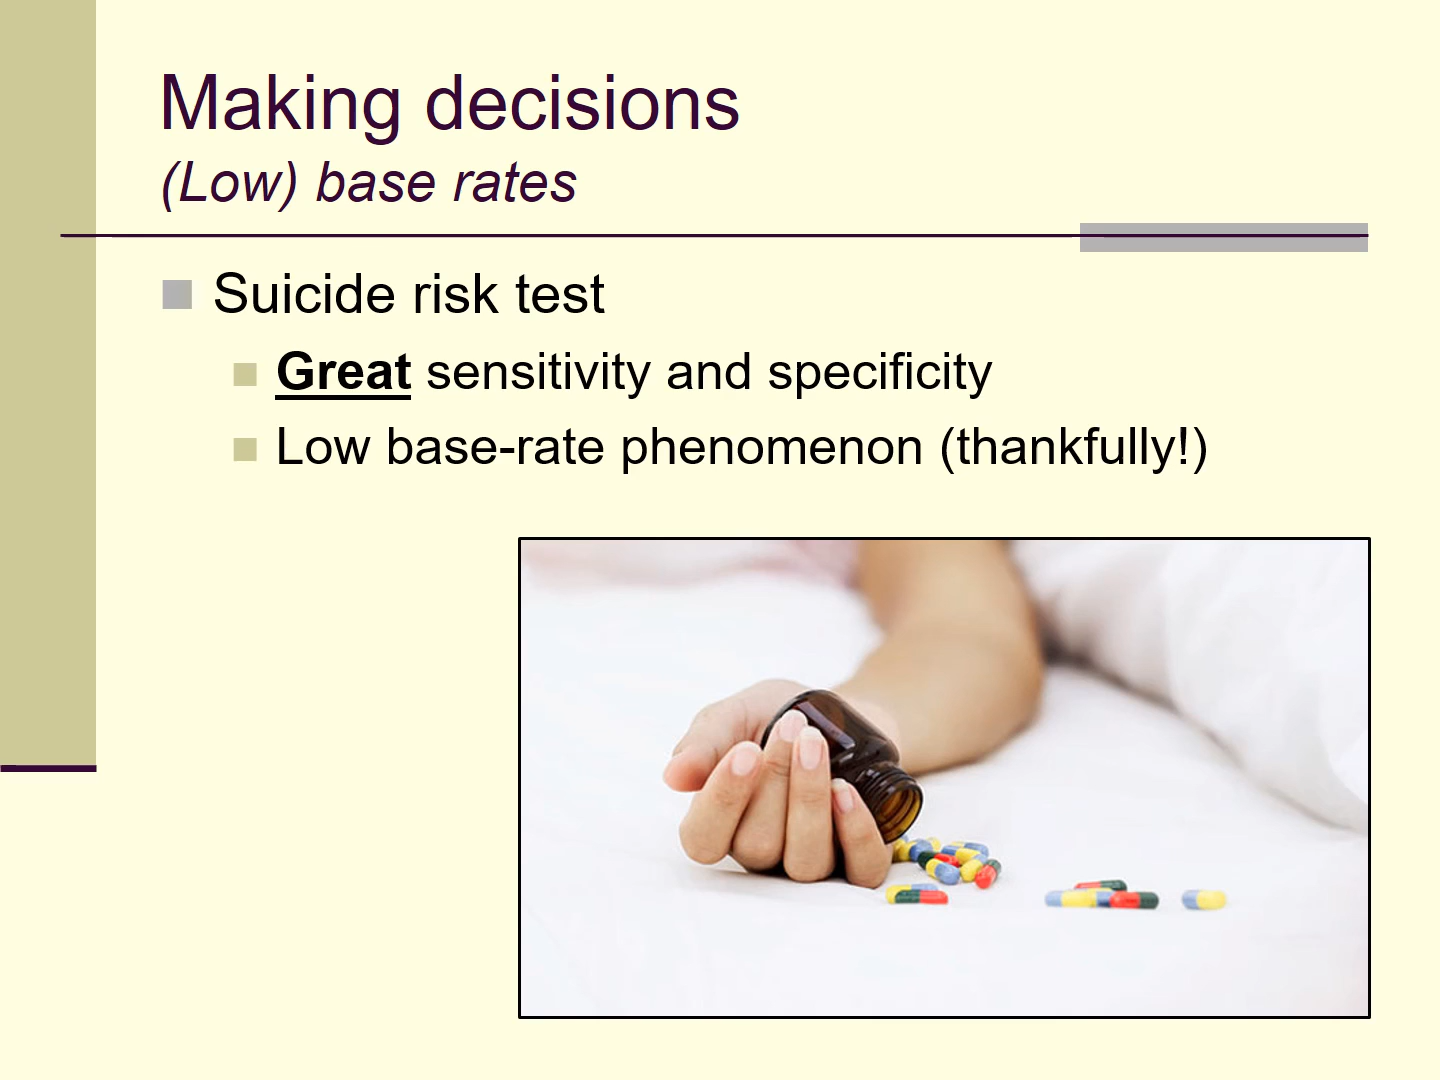 Making decisions
(Low) base rates
Suicide risk test
Great sensitivity and specificity
Low base-rate phenomenon (thankfully!)